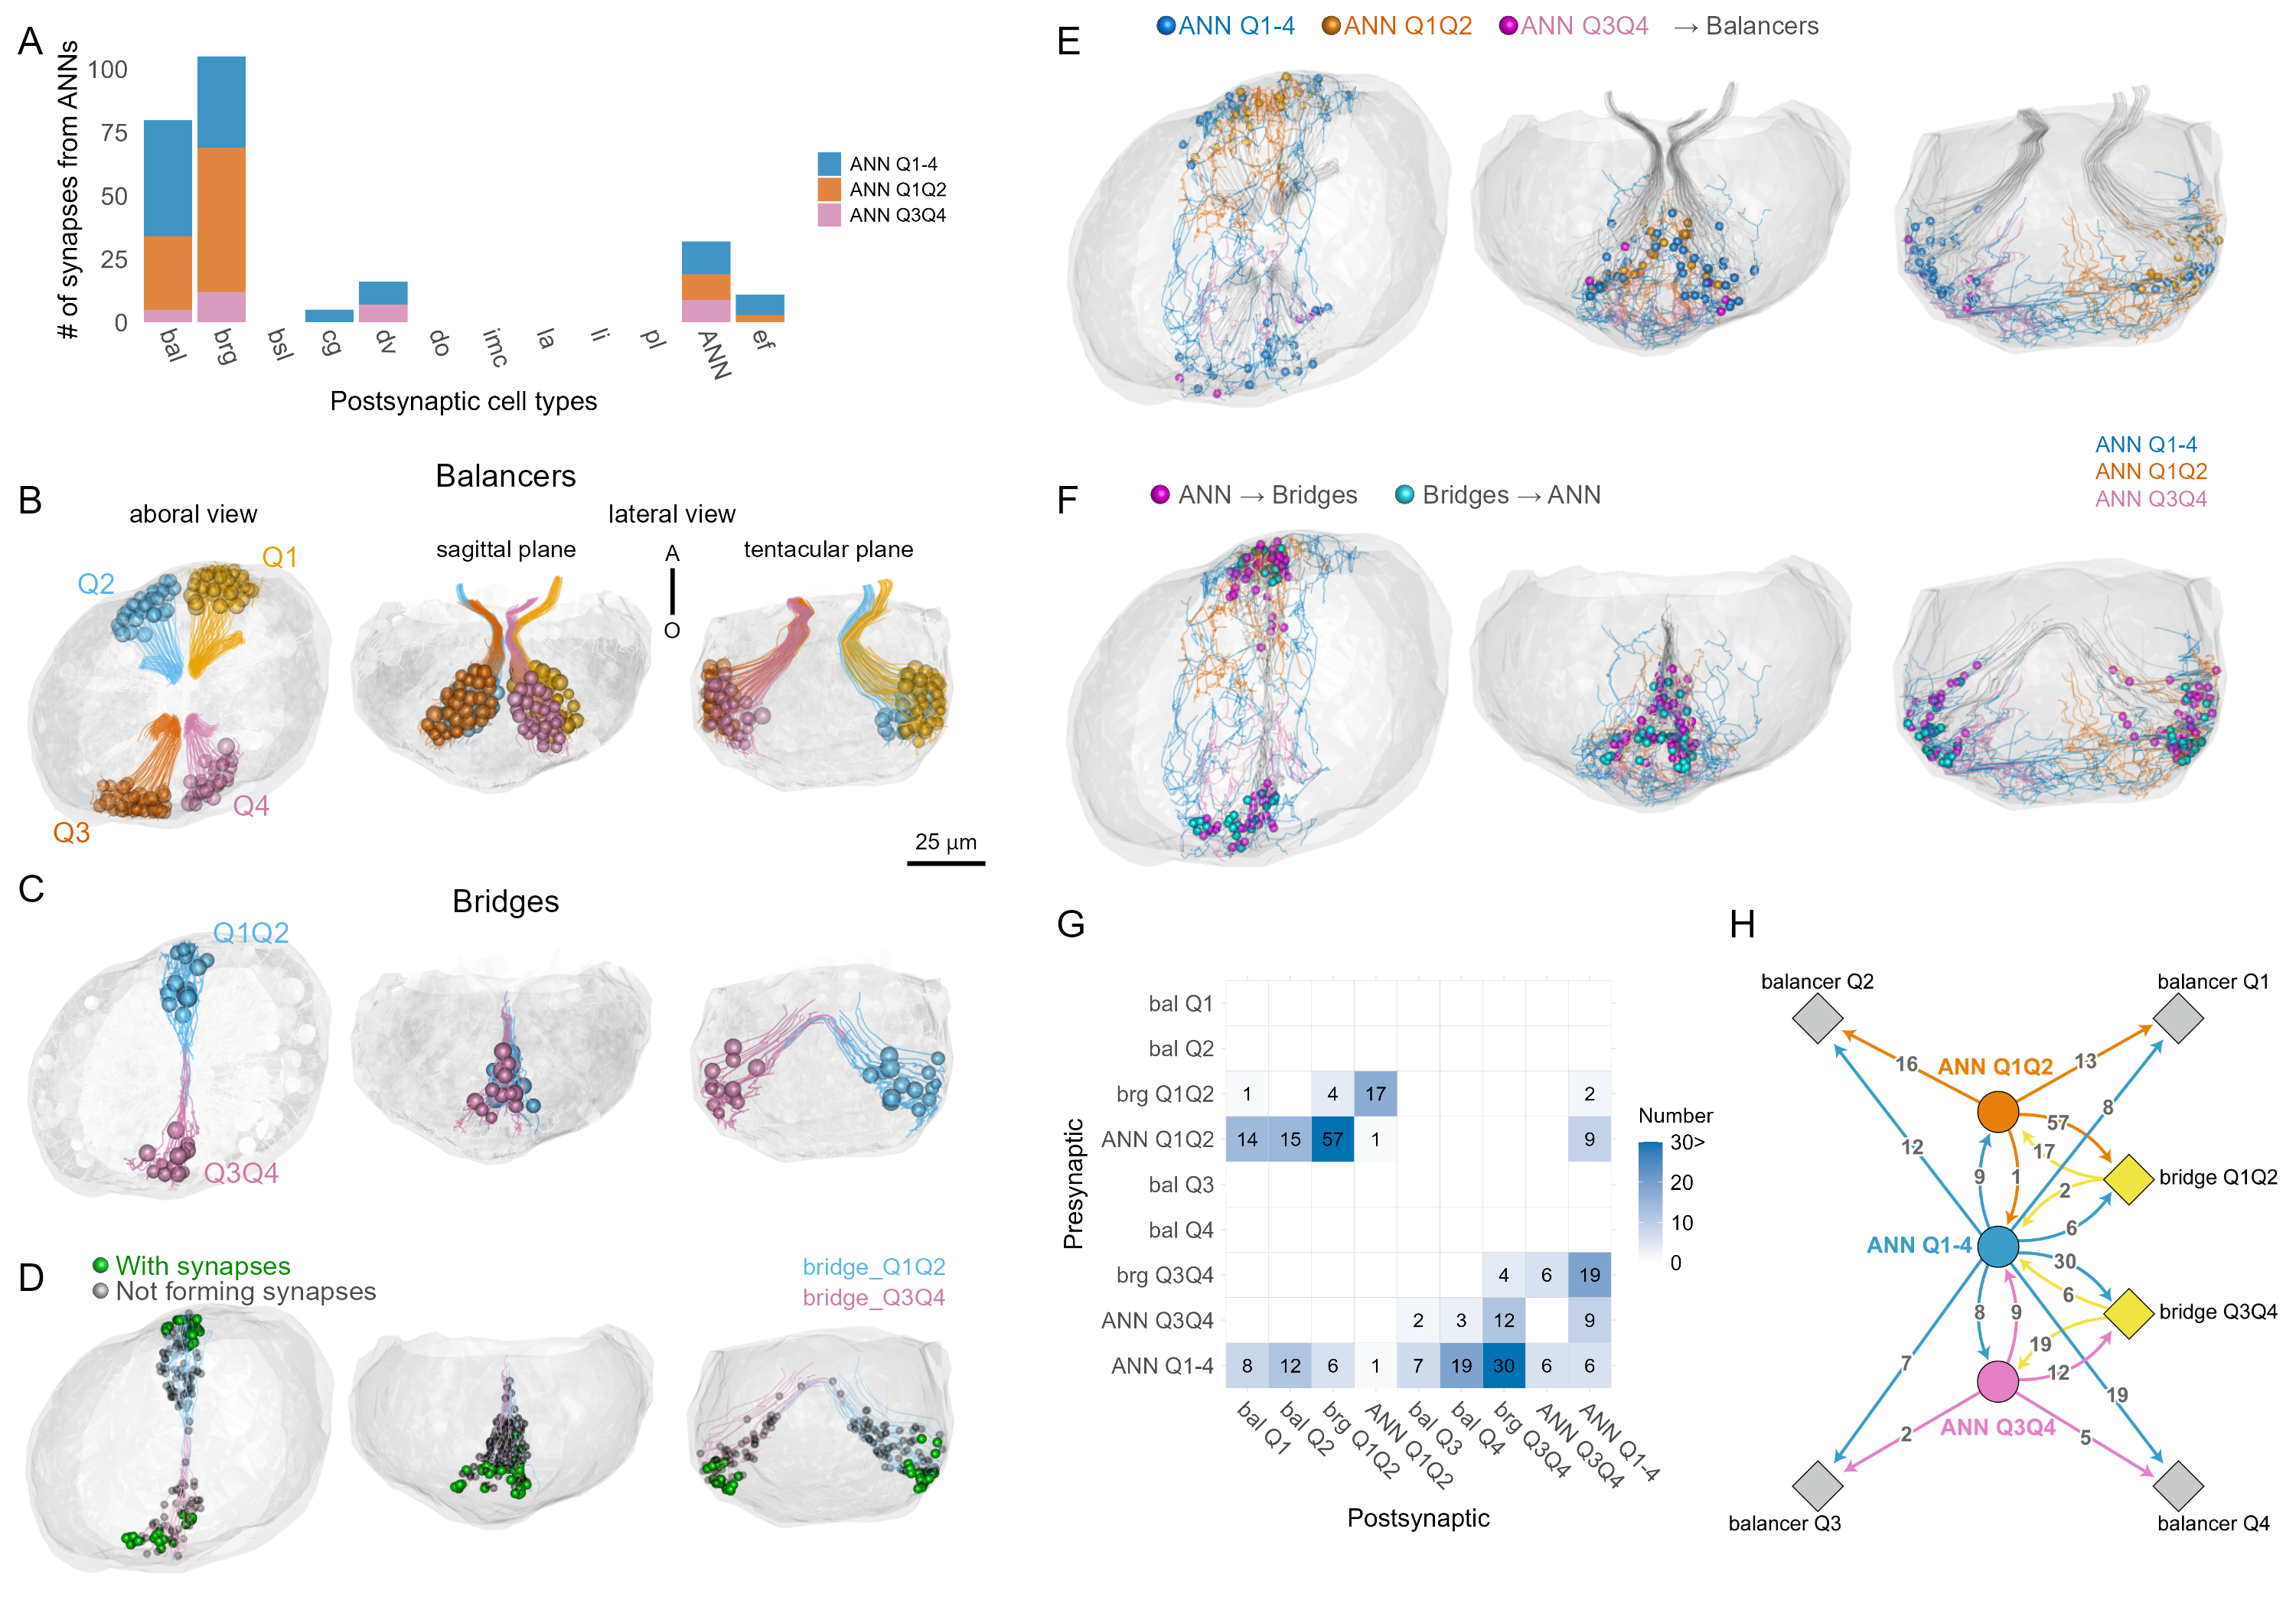 A
# of synapses from ANNs
100
75
50
25
0
bal
brg
bsl
cg
dv
do
imc
la
li
pl
ANN
ef
Postsynaptic cell types
ANN Q1-4
ANN Q1Q2
ANN Q3Q4
B
Balancers
aboral view
lateral view
sagittal plane
tentacular plane
A
O
Q1
Q2
Q3
Q4
25 μm
C
Bridges
Q1Q2
Q3Q4
D
With synapses
Not forming synapses
bridge_Q1Q2
bridge_Q3Q4
E
ANN Q1-4 ANN Q1Q2 ANN Q3Q4 → Balancers
F
ANN → Bridges Bridges → ANN
ANN Q1-4
ANN Q1Q2
ANN Q3Q4
G
Presynaptic
bal Q1
bal Q2
brg Q1Q2 1 4 17 2
ANN Q1Q2 14 15 57 1 9
bal Q3
bal Q4
brg Q3Q4 4 6 19
ANN Q3Q4 2 3 12 9
ANN Q1-4 8 12 6 1 7 19 30 6 6
bal Q1
bal Q2
brg Q1Q2
ANN Q1Q2
bal Q3
bal Q4
brg Q3Q4
ANN Q3Q4
ANN Q1-4
Postsynaptic
Number
30>
20
10
0
H
balancer Q2
balancer Q1
16
13
ANN Q1Q2
8
57
12
17
9
1
2
bridge Q1Q2
6
ANN Q1-4
30
6
8
9
bridge Q3Q4
19
7
12
19
ANN Q3Q4
2
5
balancer Q3
balancer Q4